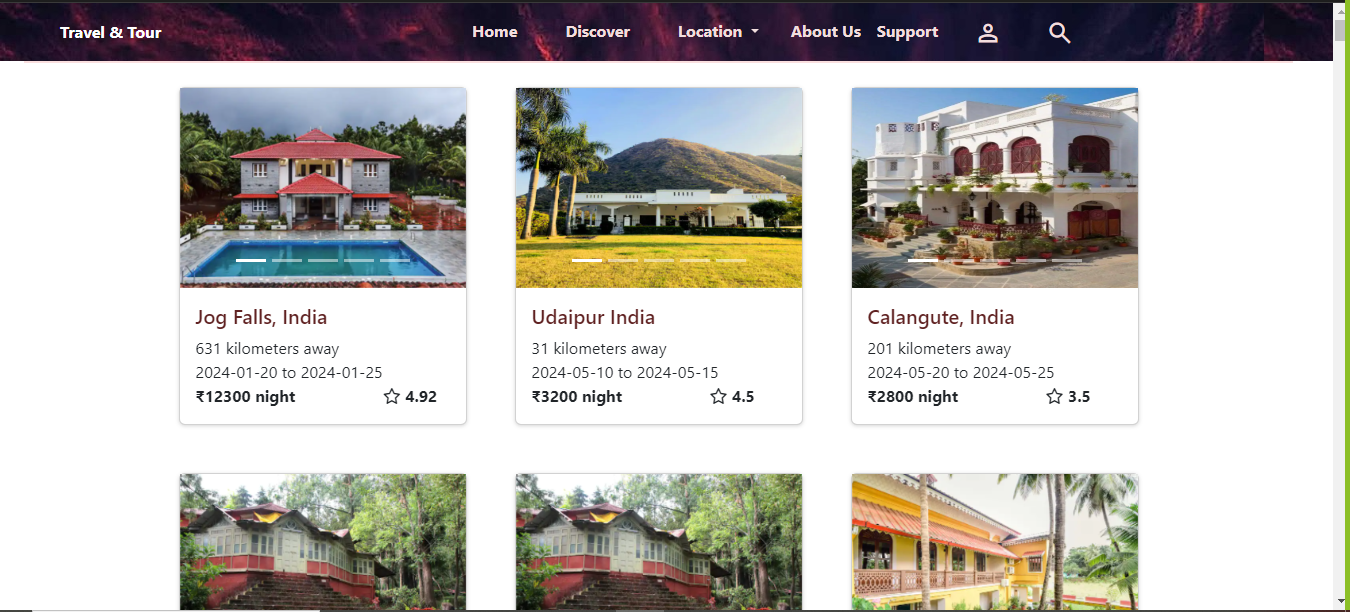 Travel & Tour Home Discover Location About Us Support
Jog Falls, India
631 kilometers away
2024-01-20 to 2024-01-25
₹12300 night 4.92
Udaipur India
31 kilometers away
2024-05-10 to 2024-05-15
₹3200 night 4.5
Calangute, India
201 kilometers away
2024-05-20 to 2024-05-25
₹2800 night 3.5